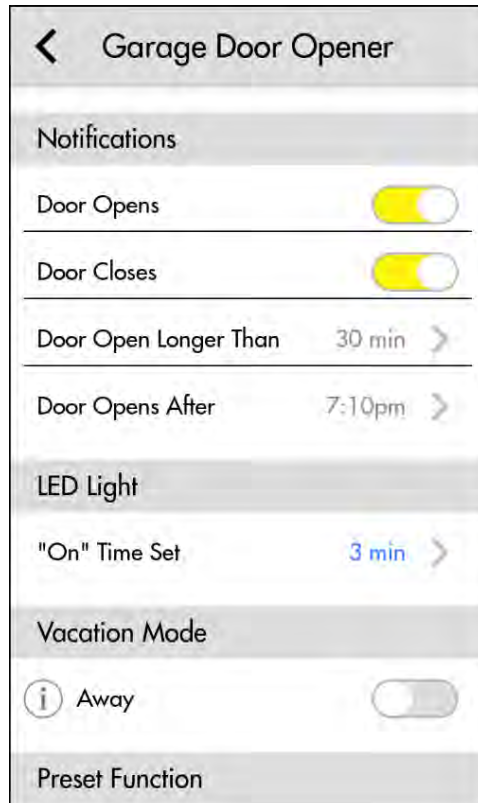 Garage Door Opener
Notifications
Door Opens
Door Closes
Door Open Longer Than 30 min
Door Opens After 7:10pm
LED Light
"On" Time Set 3 min
Vacation Mode
i Away
Preset Function